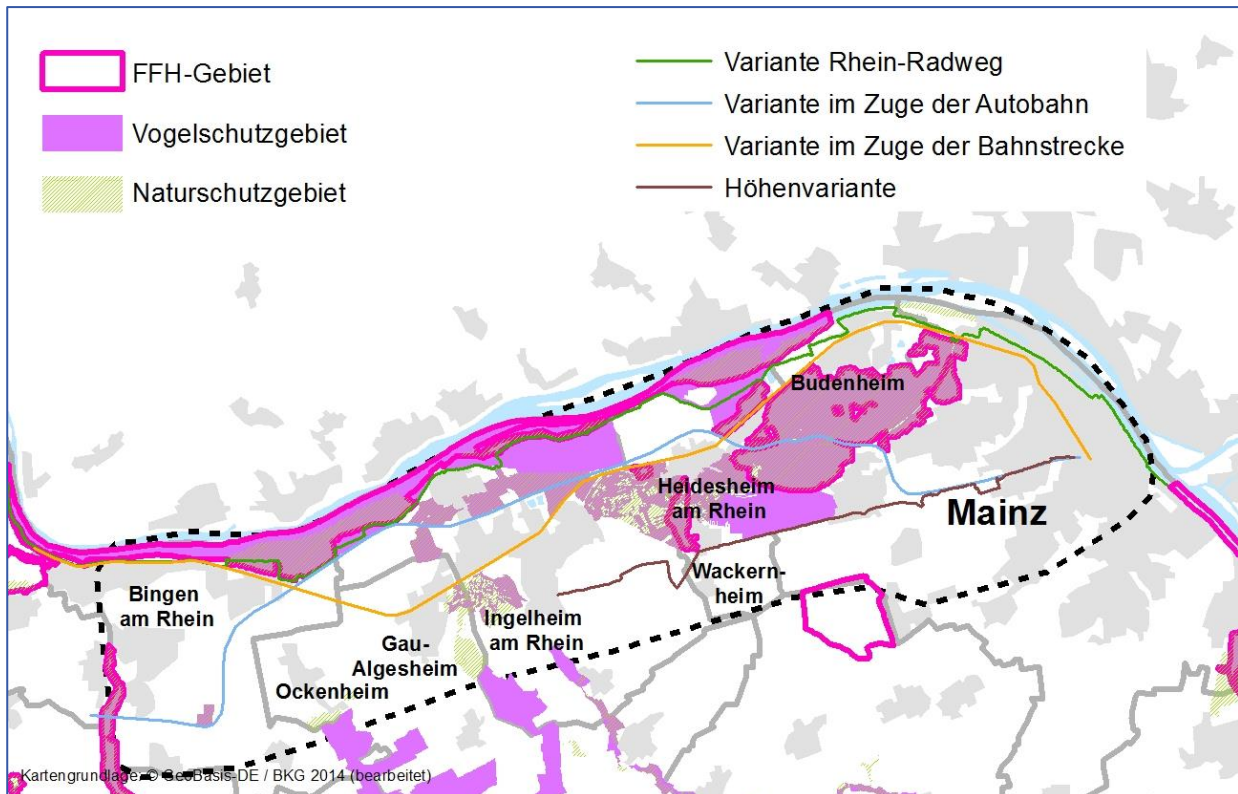 FFH-Gebiet
Vogelschutzgebiet
Naturschutzgebiet
Variante Rhein-Radweg
Variante im Zuge der Autobahn
Variante im Zuge der Bahnstrecke
Höhenvariante
Budenheim
Heidesheim
am Rhein
Mainz
Wackern-
heim
Bingen
am Rhein
Ingelheim
am Rhein
Gau-
Algesheim
Ockenheim
Kartengrundlage: © GeoBasis-DE / BKG 2014 (bearbeitet)